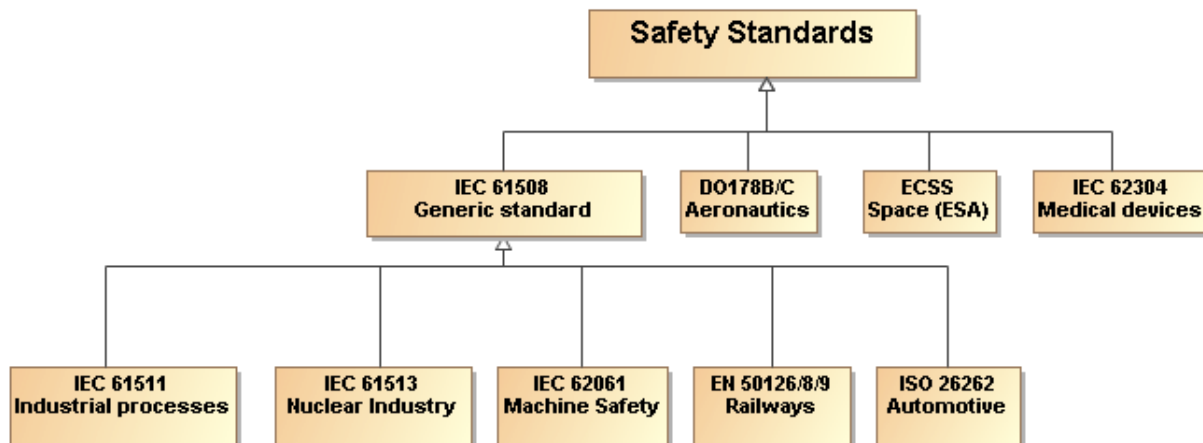 Safety Standards
IEC 61508
Generic standard
DO178B/C
Aeronautics
ECSS
Space (ESA)
IEC 62304
Medical devices
IEC 61511
Industrial processes
IEC 61513
Nuclear Industry
IEC 62061
Machine Safety
EN 50126/8/9
Railways
ISO 26262
Automotive